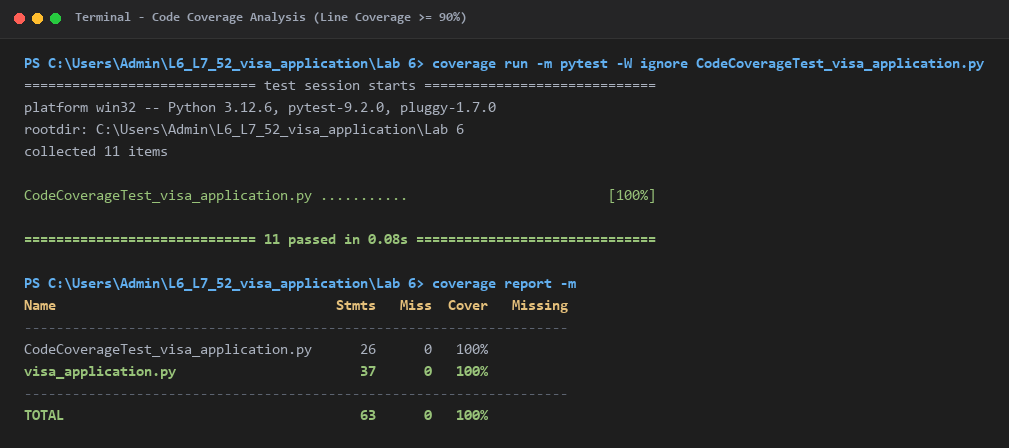 Terminal - Code Coverage Analysis (Line Coverage >= 90%)
PS C:\Users\Admin\L6_L7_52_visa_application\Lab 6> coverage run -m pytest -W ignore CodeCoverageTest_visa_application.py
============================= test session starts =============================
platform win32 -- Python 3.12.6, pytest-9.2.0, pluggy-1.7.0
rootdir: C:\Users\Admin\L6_L7_52_visa_application\Lab 6
collected 11 items
CodeCoverageTest_visa_application.py ........... [100%]
============================= 11 passed in 0.08s ==============================
PS C:\Users\Admin\L6_L7_52_visa_application\Lab 6> coverage report -m
Name Stmts Miss Cover Missing
--------------------------------------------------------------------
CodeCoverageTest_visa_application.py 26 0 100%
visa_application.py 37 0 100%
--------------------------------------------------------------------
TOTAL 63 0 100%